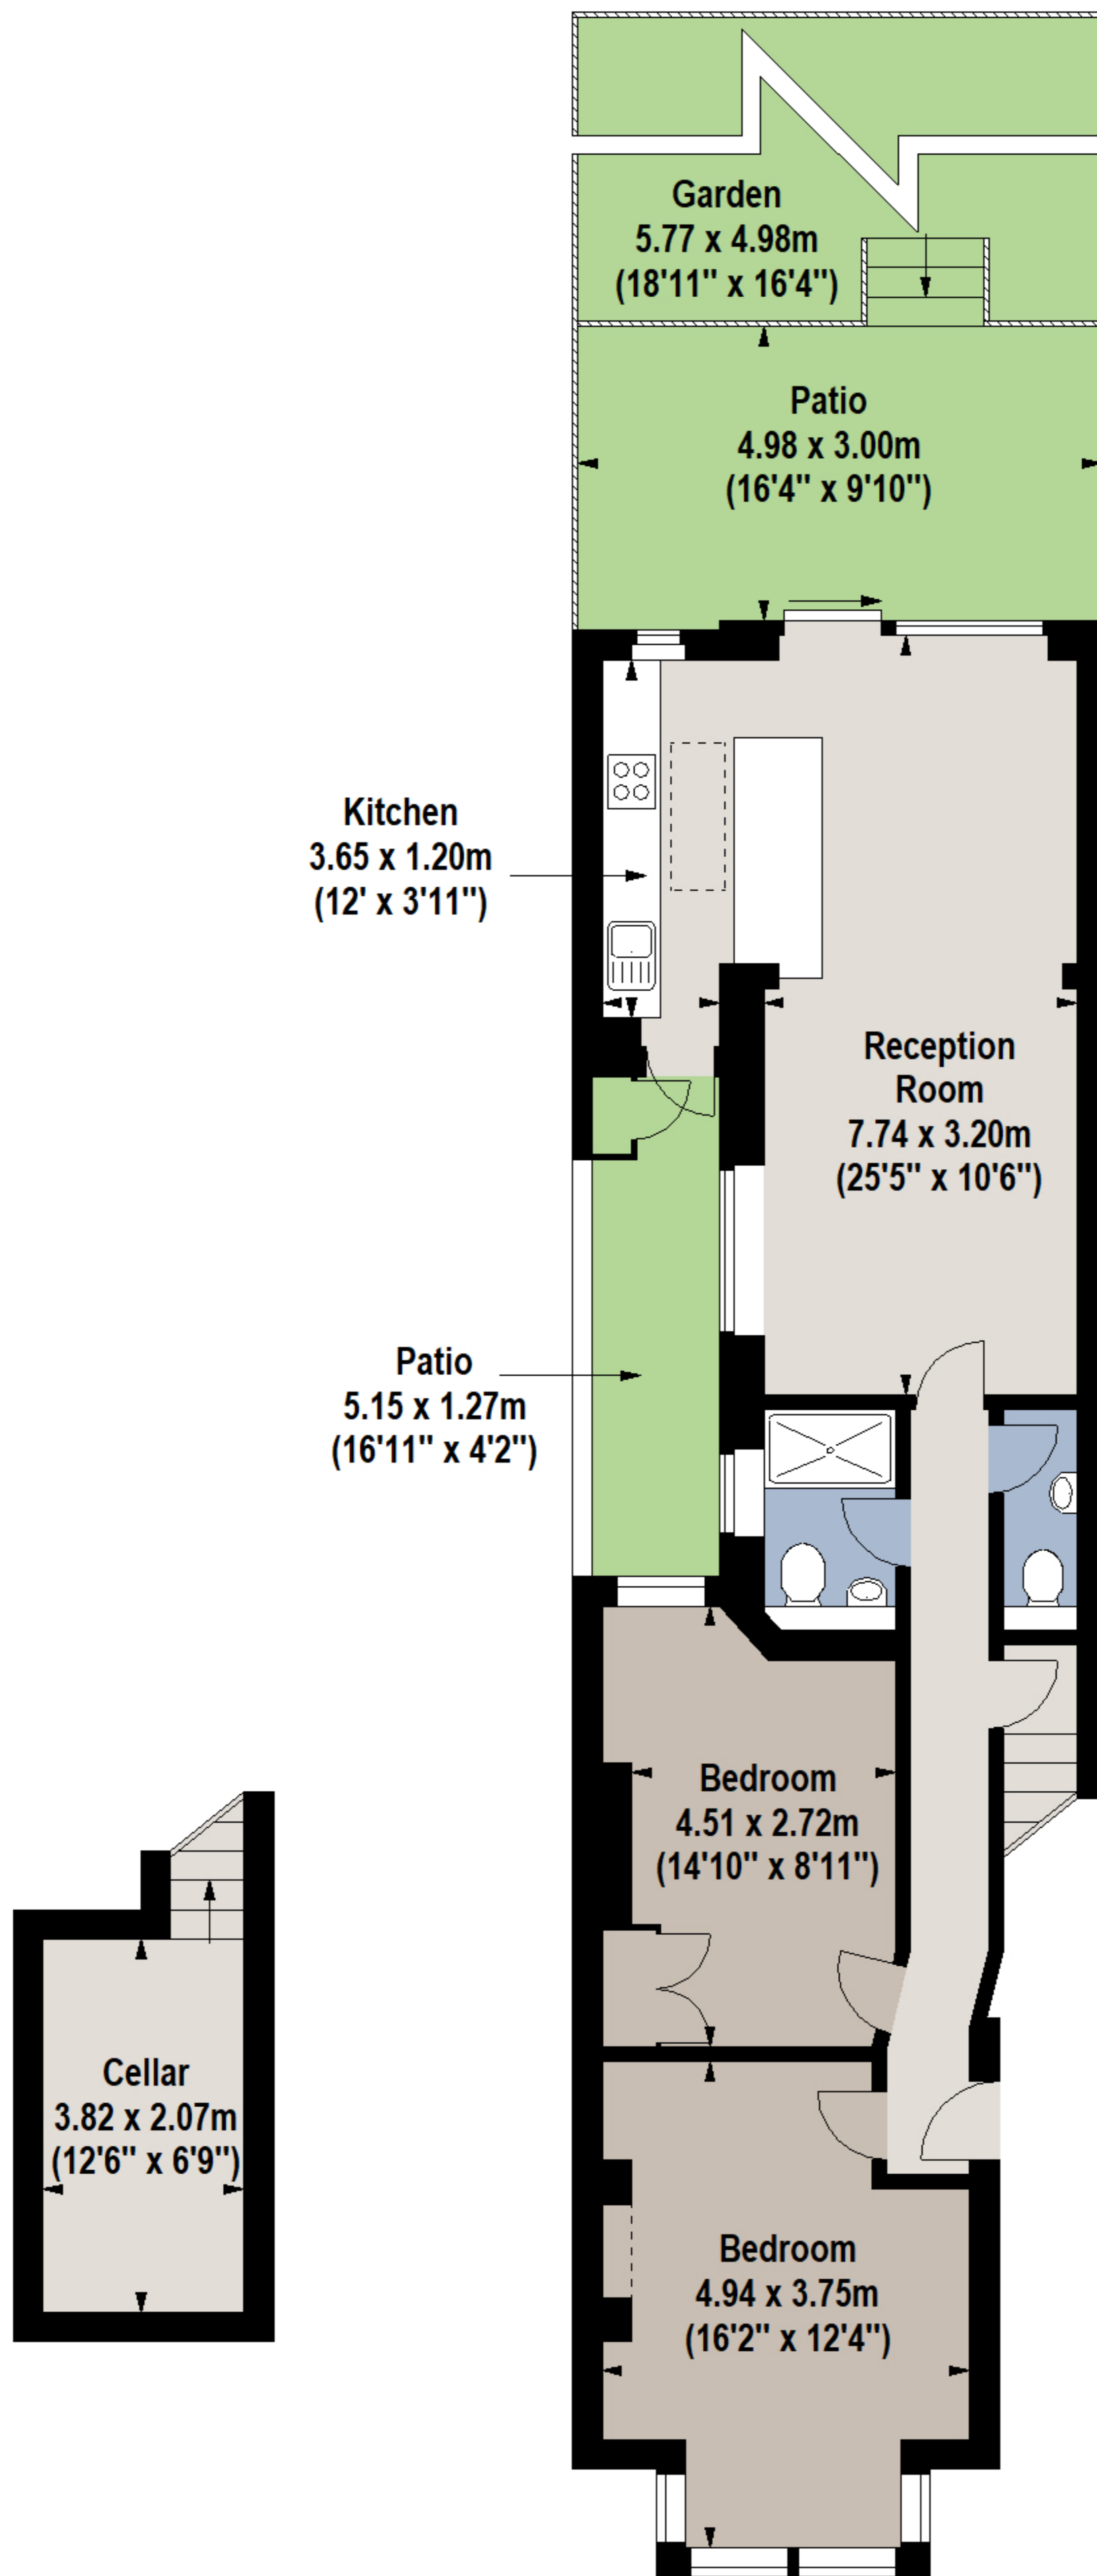 Garden
5.77 x 4.98m
(18'11" x 16'4")
Patio
4.98 x 3.00m
(16'4" x 9'10")
Kitchen
3.65 x 1.20m
(12' x 3'11")
Reception
Room
7.74 x 3.20m
(25'5" x 10'6")
Patio
5.15 x 1.27m
(16'11" x 4'2")
Bedroom
4.51 x 2.72m
(14'10" x 8'11")
Cellar
3.82 x 2.07m
(12'6" x 6'9")
Bedroom
4.94 x 3.75m
(16'2" x 12'4")